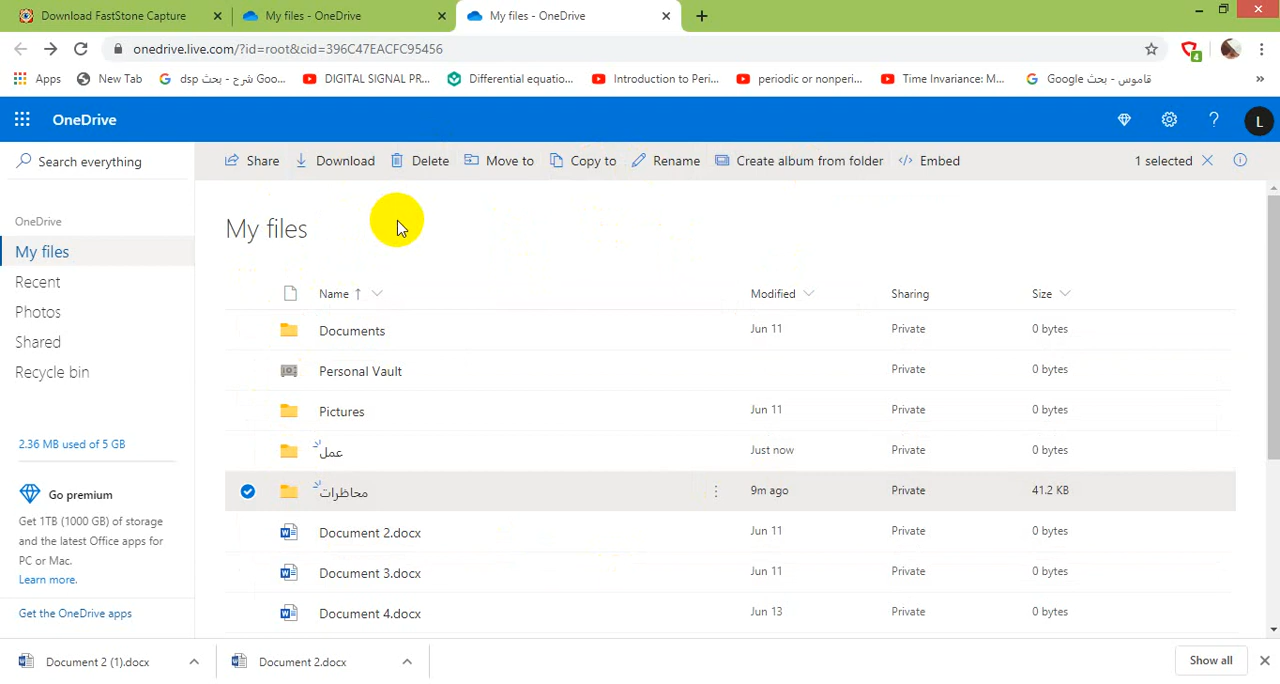 Download FastStone Capture
My files - OneDrive
My files - OneDrive
onedrive.live.com/?id=root&cid=396C47EACFC95456
Apps
New Tab
dsp شرح - بحث Goo...
DIGITAL SIGNAL PR...
Differential equatio...
Introduction to Peri...
periodic or nonperi...
Time Invariance: M...
قاموس - بحث Google
»
4
OneDrive
?
L
Search everything
Share
Download
Delete
Move to
Copy to
Rename
Create album from folder
Embed
1 selected
OneDrive
My files
Recent
Photos
Shared
Recycle bin
2.36 MB used of 5 GB
Go premium
Get 1TB (1000 GB) of storage
and the latest Office apps for
PC or Mac.
Learn more.
Get the OneDrive apps
My files
Name ↑ Modified Sharing Size
Documents Jun 11 Private 0 bytes
Personal Vault Private 0 bytes
Pictures Jun 11 Private 0 bytes
عمل Just now Private 0 bytes
محاظرات 9m ago Private 41.2 KB
Document 2.docx Jun 11 Private 0 bytes
Document 3.docx Jun 11 Private 0 bytes
Document 4.docx Jun 13 Private 0 bytes
Document 2 (1).docx
Document 2.docx
Show all